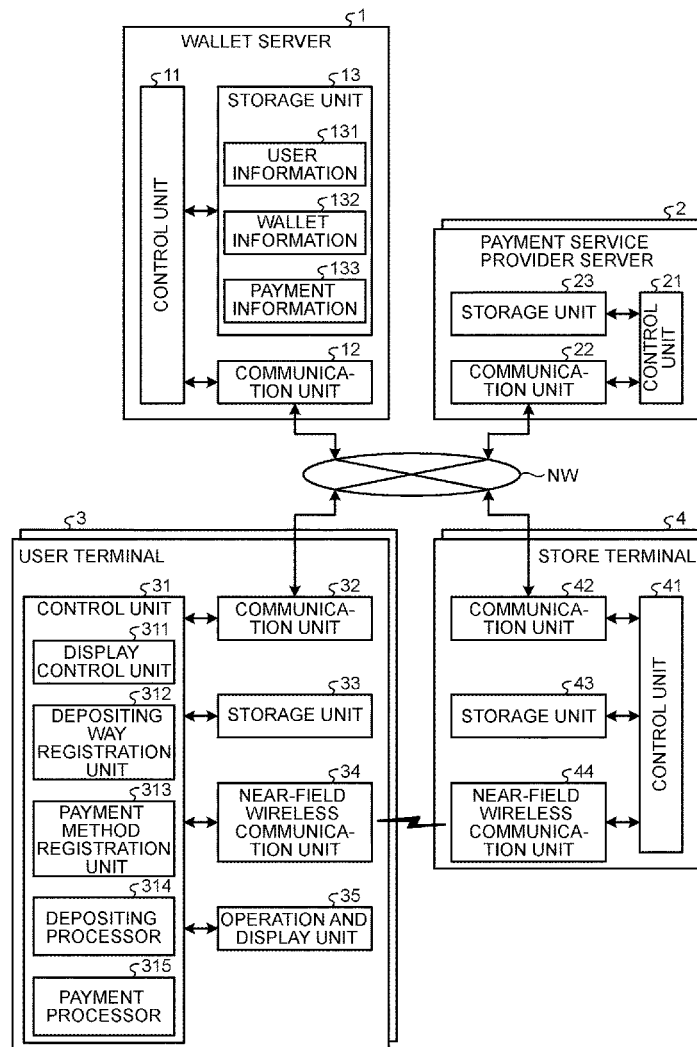 1
WALLET SERVER
11
CONTROL UNIT
13
STORAGE UNIT
131
USER
INFORMATION
132
WALLET
INFORMATION
133
PAYMENT
INFORMATION
12
COMMUNICA-
TION UNIT
2
PAYMENT SERVICE
PROVIDER SERVER
23
STORAGE UNIT
21
CONTROL
UNIT
22
COMMUNICA-
TION UNIT
NW
3
USER TERMINAL
31
CONTROL UNIT
311
DISPLAY
CONTROL UNIT
312
DEPOSITING
WAY
REGISTRATION
UNIT
313
PAYMENT
METHOD
REGISTRATION
UNIT
314
DEPOSITING
PROCESSOR
315
PAYMENT
PROCESSOR
32
COMMUNICA-
TION UNIT
33
STORAGE UNIT
34
NEAR-FIELD
WIRELESS
COMMUNICA-
TION UNIT
35
OPERATION AND
DISPLAY UNIT
4
STORE TERMINAL
42
COMMUNICA-
TION UNIT
41
CONTROL UNIT
43
STORAGE UNIT
44
NEAR-FIELD
WIRELESS
COMMUNICA-
TION UNIT